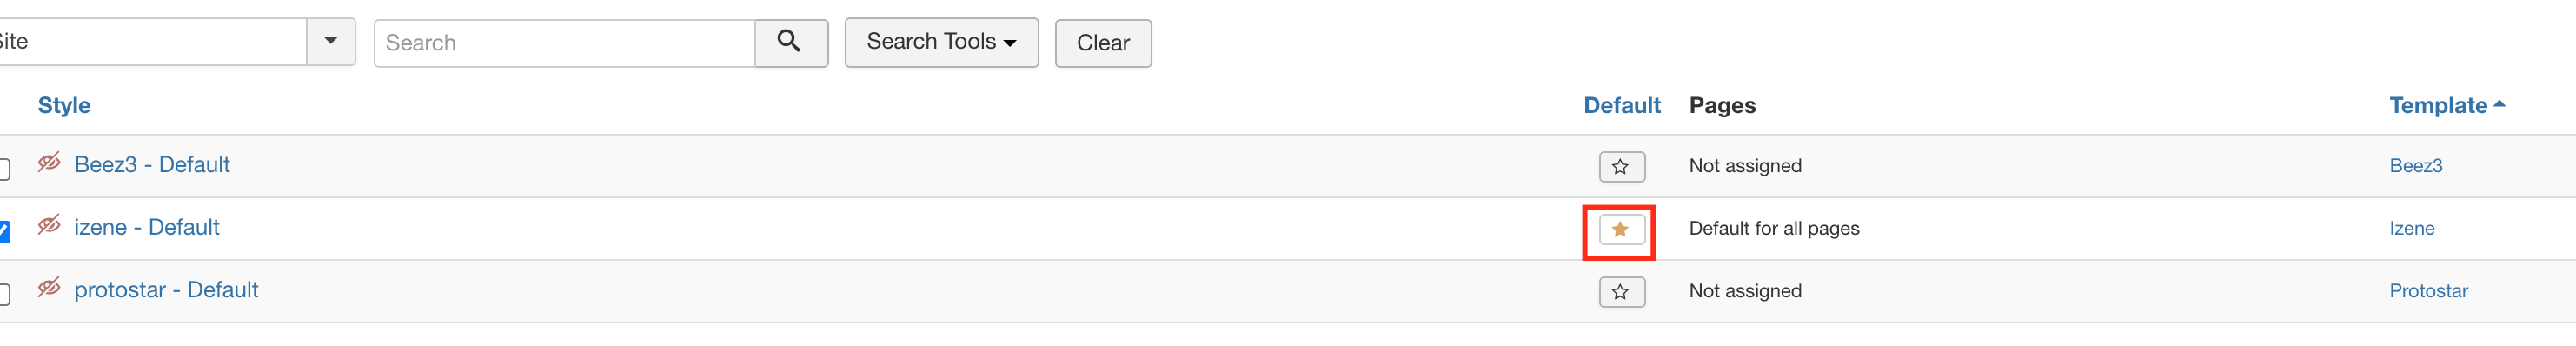 Site Search Search Tools Clear
Style Default Pages Template
Beez3 - Default Not assigned Beez3
izene - Default Default for all pages Izene
protostar - Default Not assigned Protostar